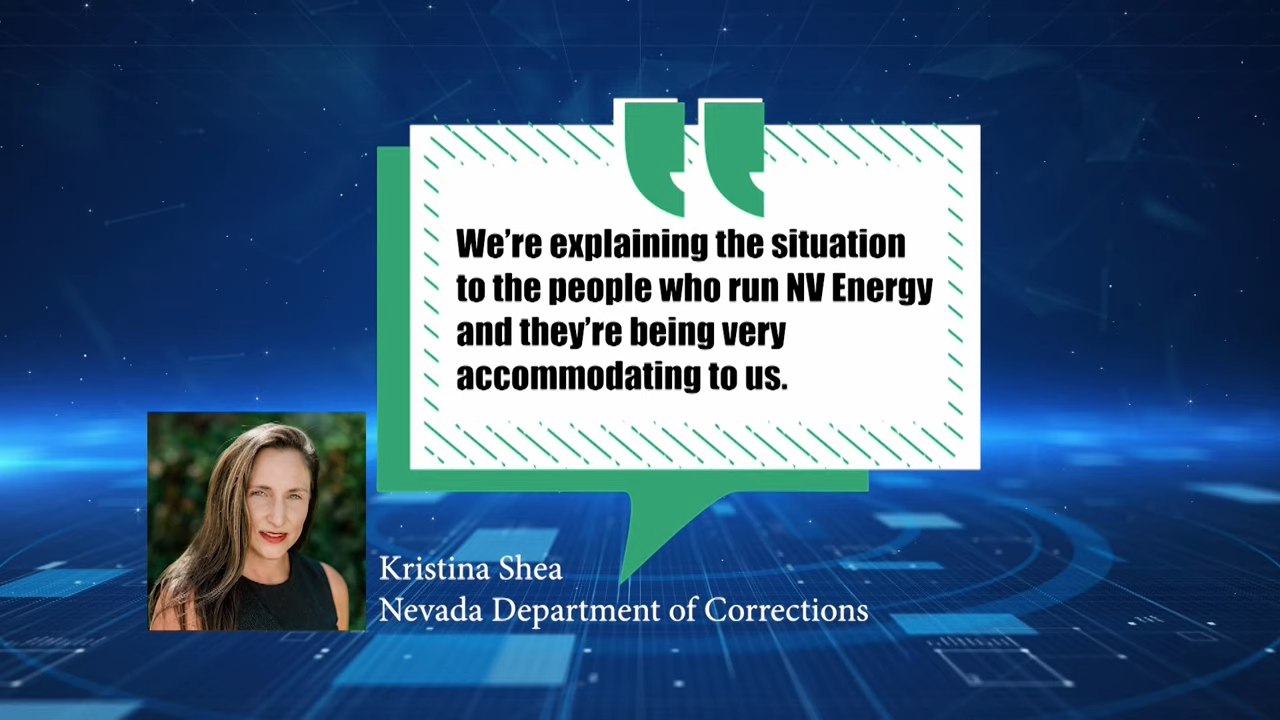 We’re explaining the situation
to the people who run NV Energy
and they’re being very
accommodating to us.
Kristina Shea
Nevada Department of Corrections